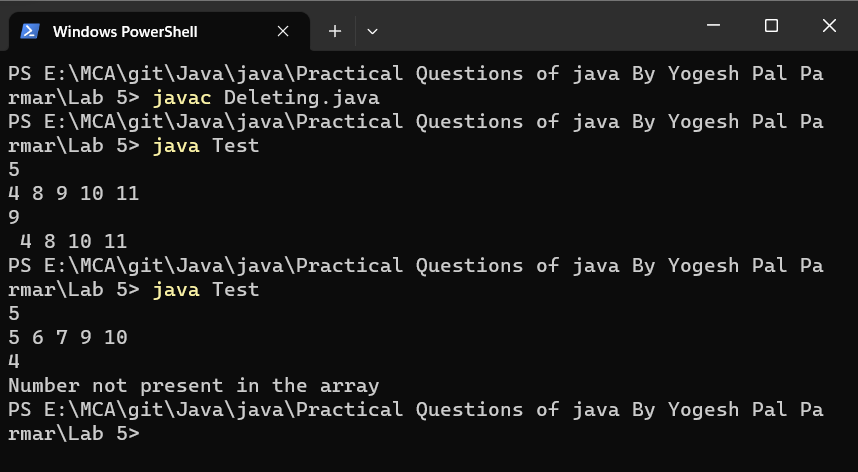 Windows PowerShell
PS E:\MCA\git\Java\java\Practical Questions of java By Yogesh Pal Pa
rmar\Lab 5> javac Deleting.java
PS E:\MCA\git\Java\java\Practical Questions of java By Yogesh Pal Pa
rmar\Lab 5> java Test
5
4 8 9 10 11
9
 4 8 10 11
PS E:\MCA\git\Java\java\Practical Questions of java By Yogesh Pal Pa
rmar\Lab 5> java Test
5
5 6 7 9 10
4
Number not present in the array
PS E:\MCA\git\Java\java\Practical Questions of java By Yogesh Pal Pa
rmar\Lab 5>